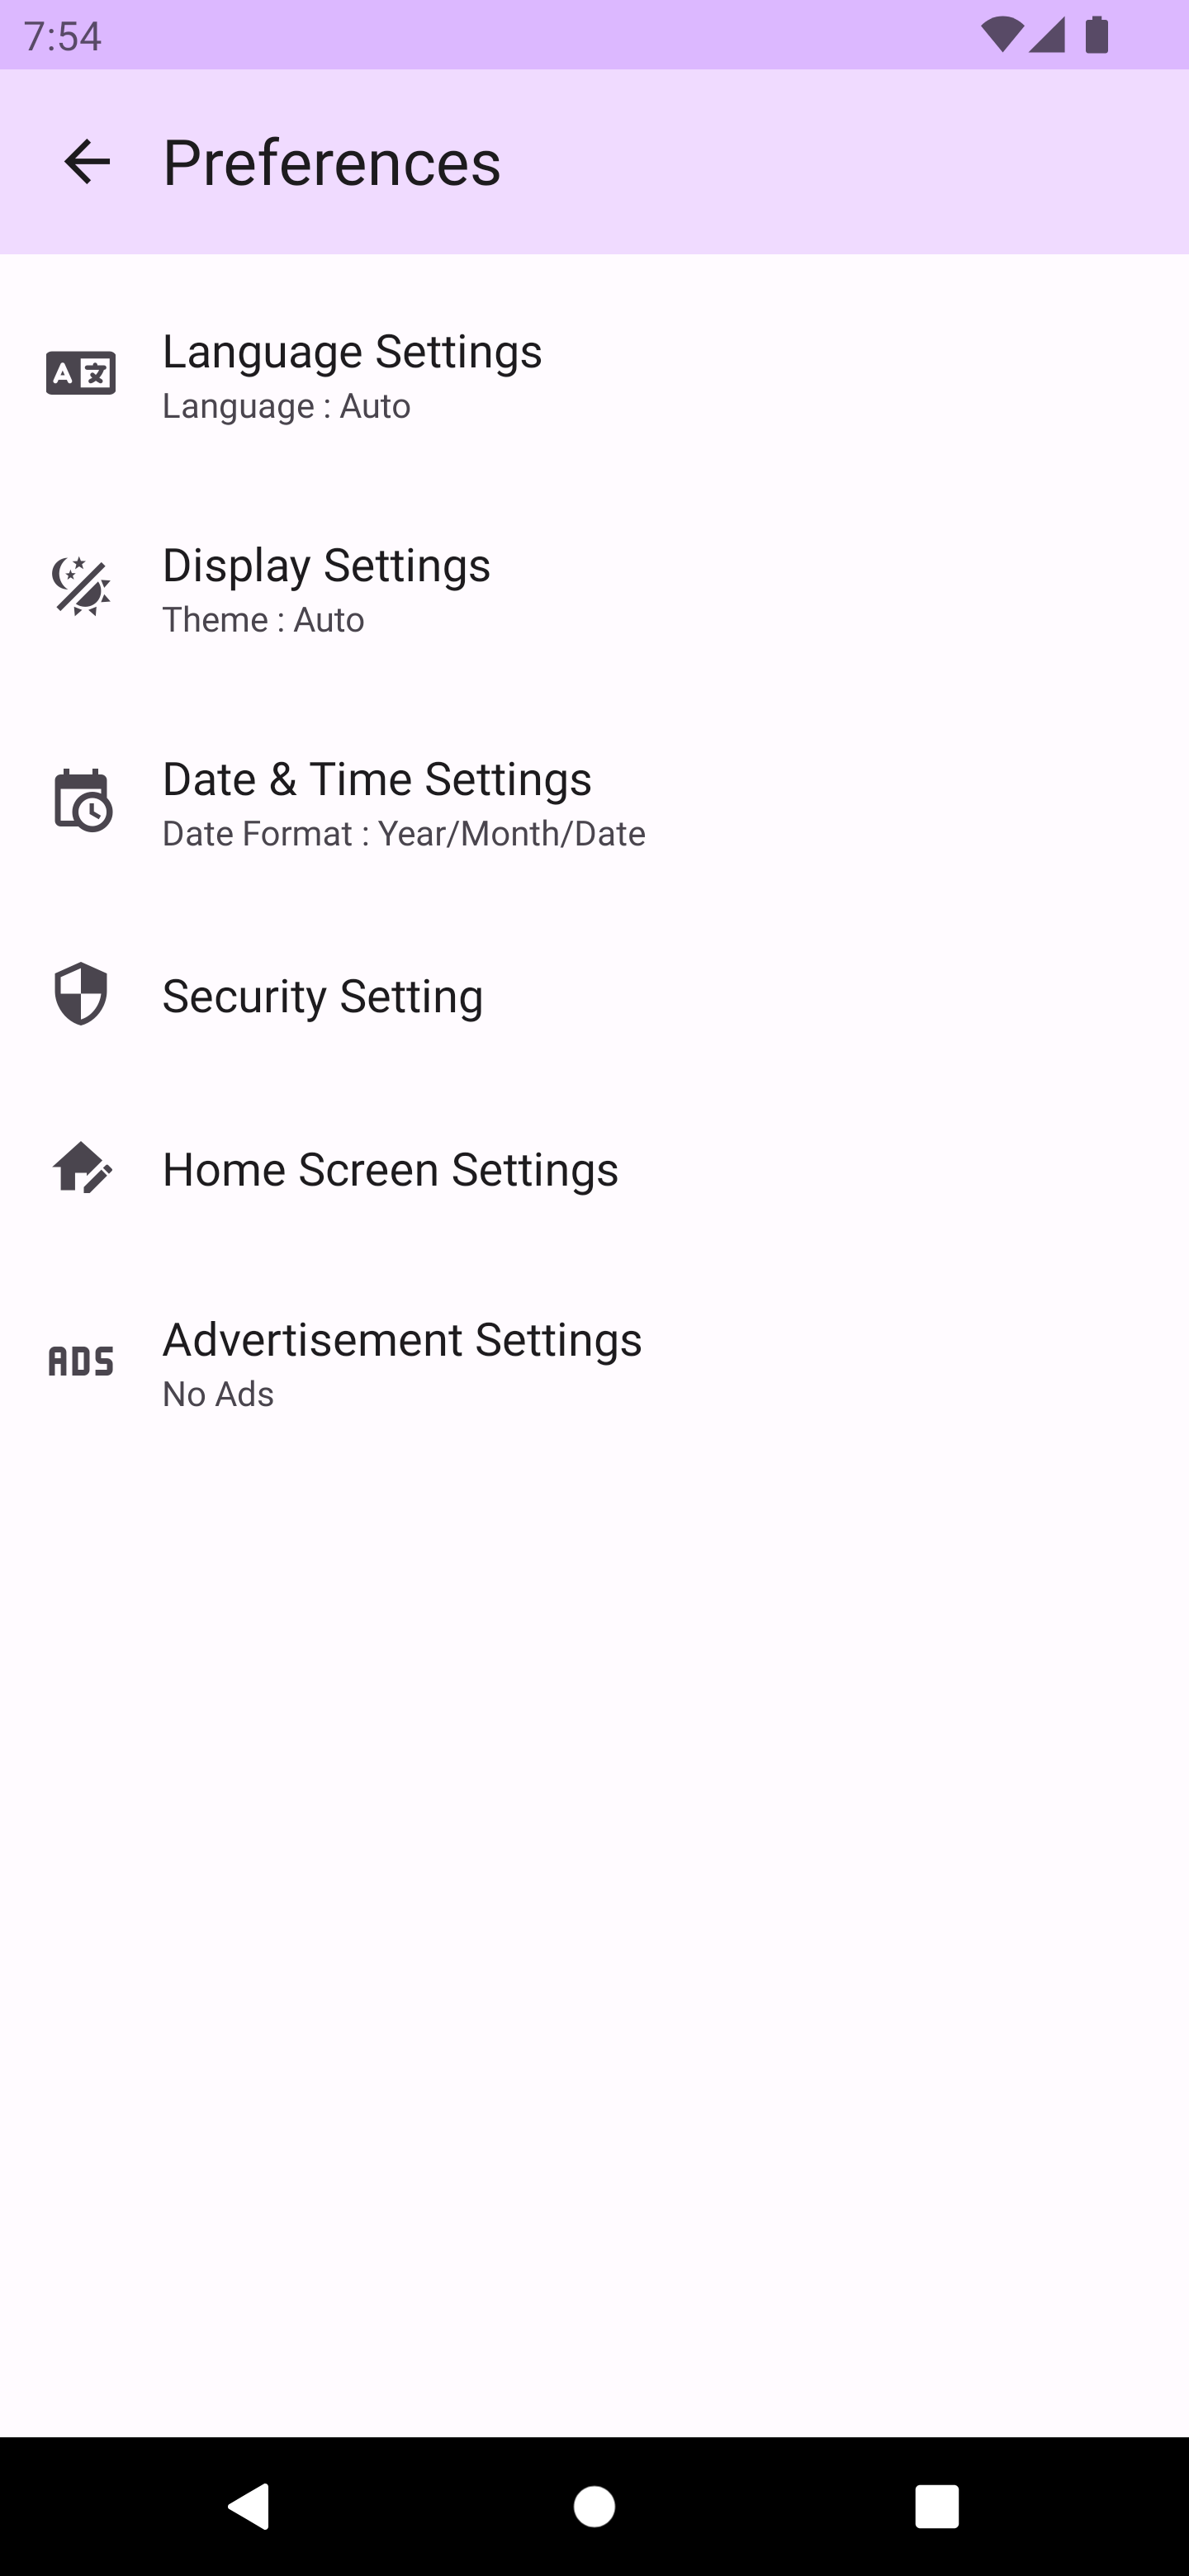 7:54
Preferences
A 文
Language Settings
Language : Auto
Display Settings
Theme : Auto
Date & Time Settings
Date Format : Year/Month/Date
Security Setting
Home Screen Settings
ADS
Advertisement Settings
No Ads